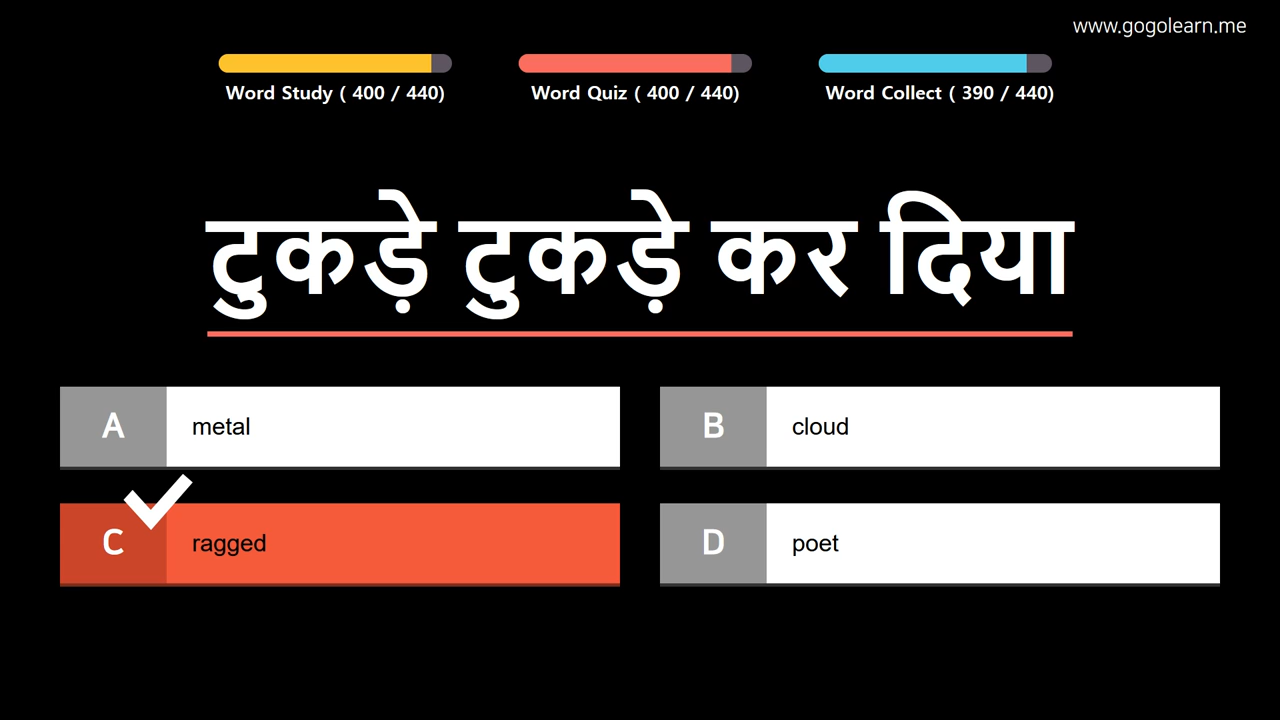 www.gogolearn.me
Word Study ( 400 / 440)
Word Quiz ( 400 / 440)
Word Collect ( 390 / 440)
टुकड़े टुकड़े कर दिया
A metal
B cloud
C ragged
D poet